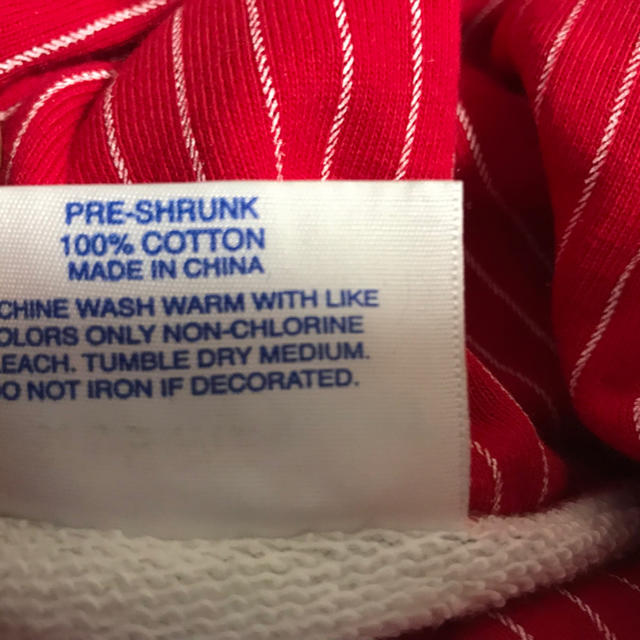 PRE-SHRUNK
100% COTTON
MADE IN CHINA
CHINE WASH WARM WITH LIKE
OLORS ONLY NON-CHLORINE
LEACH. TUMBLE DRY MEDIUM.
DO NOT IRON IF DECORATED.